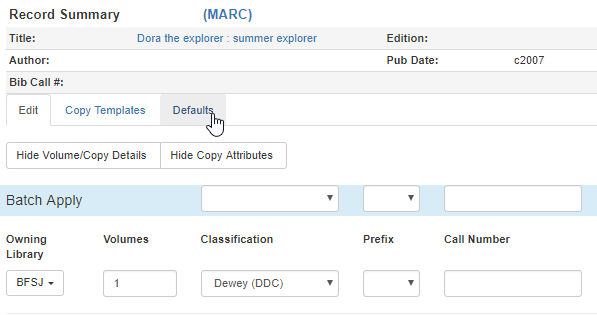 Record Summary (MARC)
Title: Dora the explorer : summer explorer Edition:
Author: Pub Date: c2007
Bib Call #:
Edit Copy Templates Defaults
Hide Volume/Copy Details Hide Copy Attributes
Batch Apply
Owning Library Volumes Classification Prefix Call Number
BFSJ 1 Dewey (DDC)